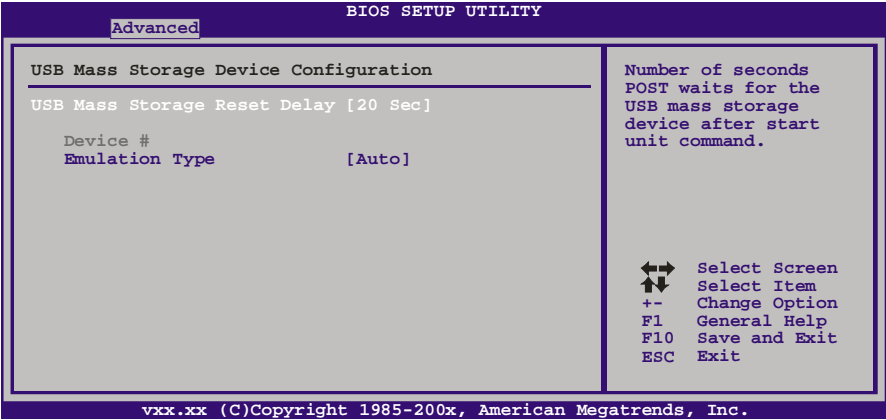 BIOS SETUP UTILITY
Advanced
USB Mass Storage Device Configuration
USB Mass Storage Reset Delay [20 Sec]
Device #
Emulation Type [Auto]
Number of seconds
POST waits for the
USB mass storage
device after start
unit command.
Select Screen
Select Item
+- Change Option
F1 General Help
F10 Save and Exit
ESC Exit
vxx.xx (C)Copyright 1985-200x, American Megatrends, Inc.